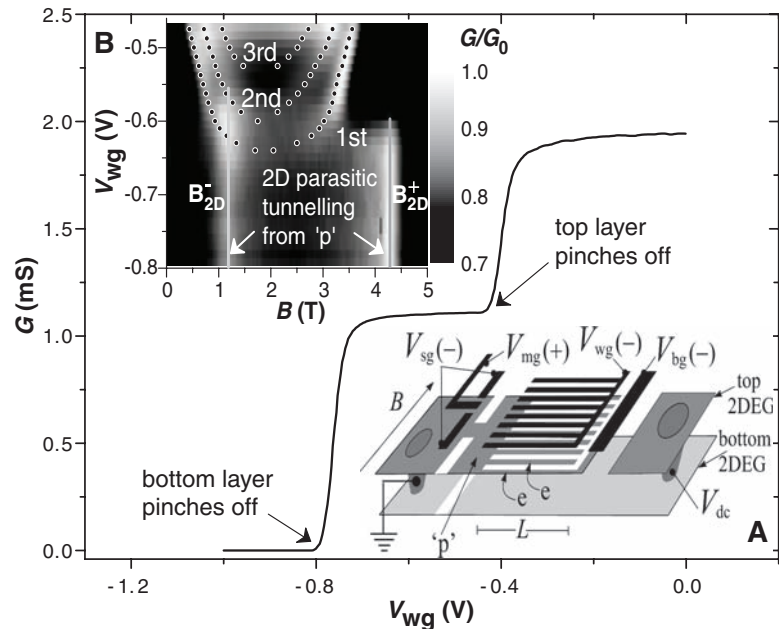 B
3rd
2nd
1st
B⁻2D
2D parasitic
tunnelling
from 'p'
B⁺2D
-0.5
-0.6
-0.7
-0.8
Vwg (V)
0 1 2 3 4 5
B (T)
G/G0
1.0
0.9
0.8
0.7
2.0
1.5
1.0
0.5
0.0
G (mS)
top layer
pinches off
bottom layer
pinches off
Vsg(−)
Vmg(+)
Vwg(−)
Vbg(−)
B
top
2DEG
bottom
2DEG
e
e
Vdc
'p'
L
A
-1.2 -0.8 -0.4 0.0
Vwg (V)